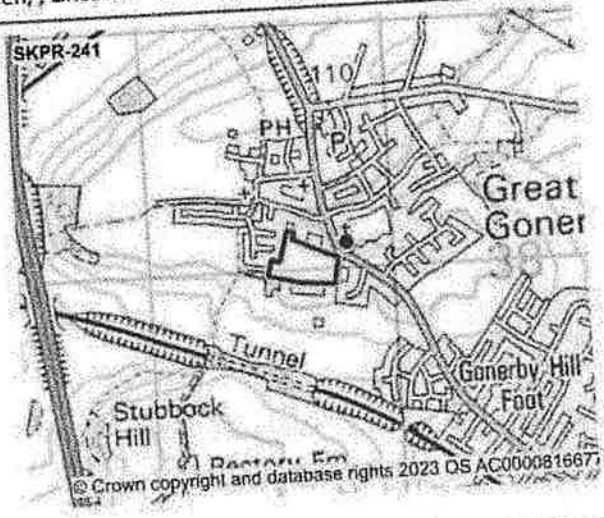 SKPR-241
110
PH
P
Great
Goner
38
Tunnel
Gonerby Hill
Foot
Stubbock
Hill
© Crown copyright and database rights 2023 OS